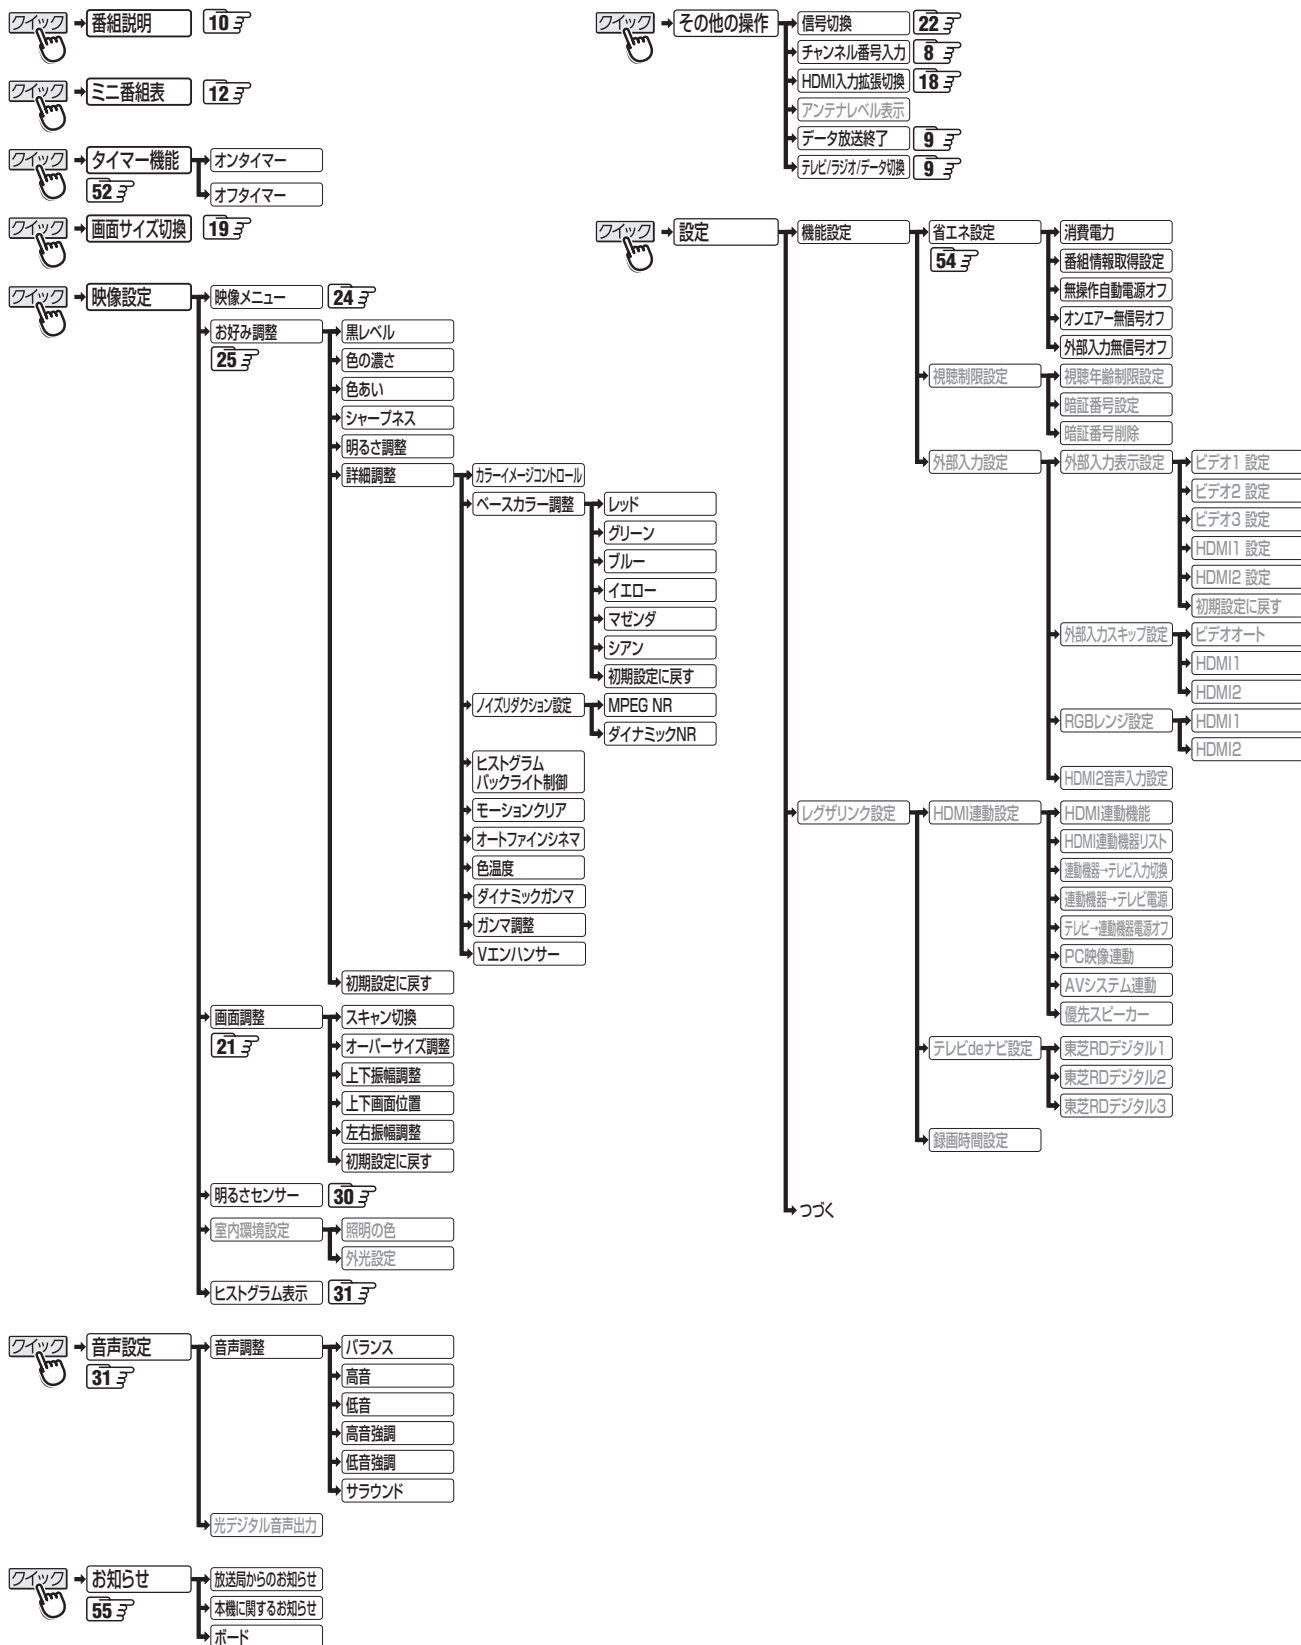 クイック 番組説明 10
クイック ミニ番組表 12
クイック タイマー機能 オンタイマー
52
オフタイマー
クイック 画面サイズ切換 19
クイック 映像設定 映像メニュー 24
お好み調整 黒レベル
25
色の濃さ
色あい
シャープネス
明るさ調整
詳細調整 カラーイメージコントロール
ベースカラー調整 レッド
グリーン
ブルー
イエロー
マゼンダ
シアン
初期設定に戻す
ノイズリダクション設定 MPEG NR
ダイナミックNR
ヒストグラム
バックライト制御
モーションクリア
オートファインシネマ
色温度
ダイナミックガンマ
ガンマ調整
Vエンハンサー
初期設定に戻す
画面調整 スキャン切換
21
オーバーサイズ調整
上下振幅調整
上下画面位置
左右振幅調整
初期設定に戻す
明るさセンサー 30
室内環境設定 照明の色
外光設定
ヒストグラム表示 31
クイック 音声設定 音声調整 バランス
31
高音
低音
高音強調
低音強調
サラウンド
光デジタル音声出力
クイック お知らせ 放送局からのお知らせ
55
本機に関するお知らせ
ボード
クイック その他の操作 信号切換 22
チャンネル番号入力 8
HDMI入力拡張切換 18
アンテナレベル表示
データ放送終了 9
テレビ/ラジオ/データ切換 9
クイック 設定 機能設定 省エネ設定 消費電力
54
番組情報取得設定
無操作自動電源オフ
オンエアー無信号オフ
外部入力無信号オフ
視聴制限設定 視聴年齢制限設定
暗証番号設定
暗証番号削除
外部入力設定 外部入力表示設定 ビデオ1 設定
ビデオ2 設定
ビデオ3 設定
HDMI1 設定
HDMI2 設定
初期設定に戻す
外部入力スキップ設定 ビデオオート
HDMI1
HDMI2
RGBレンジ設定 HDMI1
HDMI2
HDMI2音声入力設定
レグザリンク設定 HDMI連動設定 HDMI連動機能
HDMI連動機器リスト
連動機器→テレビ入力切換
連動機器→テレビ電源
テレビ→連動機器電源オフ
PC映像連動
AVシステム連動
優先スピーカー
テレビdeナビ設定 東芝RDデジタル1
東芝RDデジタル2
東芝RDデジタル3
録画時間設定
つづく